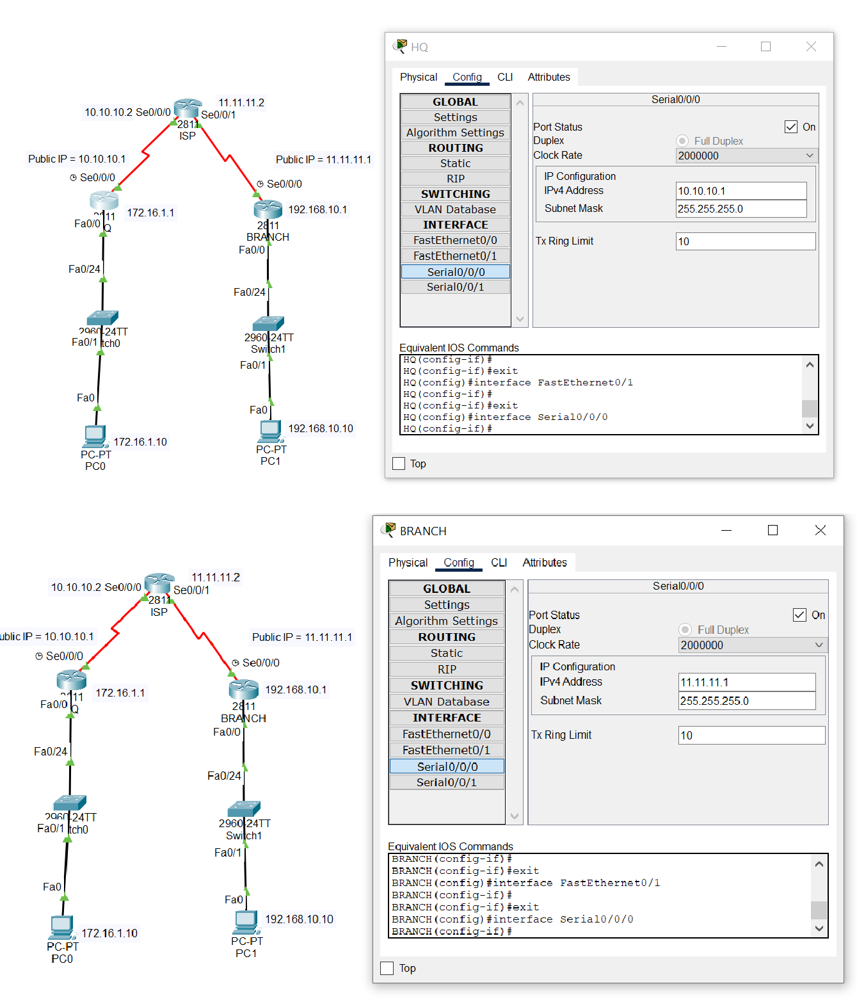 HQ
Physical Config CLI Attributes
GLOBAL
Settings
Algorithm Settings
ROUTING
Static
RIP
SWITCHING
VLAN Database
INTERFACE
FastEthernet0/0
FastEthernet0/1
Serial0/0/0
Serial0/0/1
Serial0/0/0
Port Status On
Duplex Full Duplex
Clock Rate 2000000
IP Configuration
IPv4 Address 10.10.10.1
Subnet Mask 255.255.255.0
Tx Ring Limit 10
Equivalent IOS Commands
HQ(config-if)#
HQ(config-if)#exit
HQ(config)#interface FastEthernet0/1
HQ(config-if)#
HQ(config-if)#exit
HQ(config)#interface Serial0/0/0
HQ(config-if)#
Top
11.11.11.2
10.10.10.2 Se0/0/0
Se0/0/1
2811
ISP
Public IP = 10.10.10.1
Public IP = 11.11.11.1
Se0/0/0
Se0/0/0
172.16.1.1
192.168.10.1
11
Q
Fa0/0
2811
BRANCH
Fa0/0
Fa0/24
Fa0/24
2960-24TT
tch0
Fa0/1
2960-24TT
Switch1
Fa0/1
Fa0
Fa0
172.16.1.10
PC-PT
PC0
192.168.10.10
PC-PT
PC1
BRANCH
Physical Config CLI Attributes
GLOBAL
Settings
Algorithm Settings
ROUTING
Static
RIP
SWITCHING
VLAN Database
INTERFACE
FastEthernet0/0
FastEthernet0/1
Serial0/0/0
Serial0/0/1
Serial0/0/0
Port Status On
Duplex Full Duplex
Clock Rate 2000000
IP Configuration
IPv4 Address 11.11.11.1
Subnet Mask 255.255.255.0
Tx Ring Limit 10
Equivalent IOS Commands
BRANCH(config-if)#
BRANCH(config-if)#exit
BRANCH(config)#interface FastEthernet0/1
BRANCH(config-if)#
BRANCH(config-if)#exit
BRANCH(config)#interface Serial0/0/0
BRANCH(config-if)#
Top
11.11.11.2
10.10.10.2 Se0/0/0
Se0/0/1
2811
ISP
ublic IP = 10.10.10.1
Public IP = 11.11.11.1
Se0/0/0
Se0/0/0
172.16.1.1
192.168.10.1
11
Q
Fa0/0
2811
BRANCH
Fa0/0
Fa0/24
Fa0/24
2960-24TT
tch0
Fa0/1
2960-24TT
Switch1
Fa0/1
Fa0
Fa0
172.16.1.10
PC-PT
PC0
192.168.10.10
PC-PT
PC1